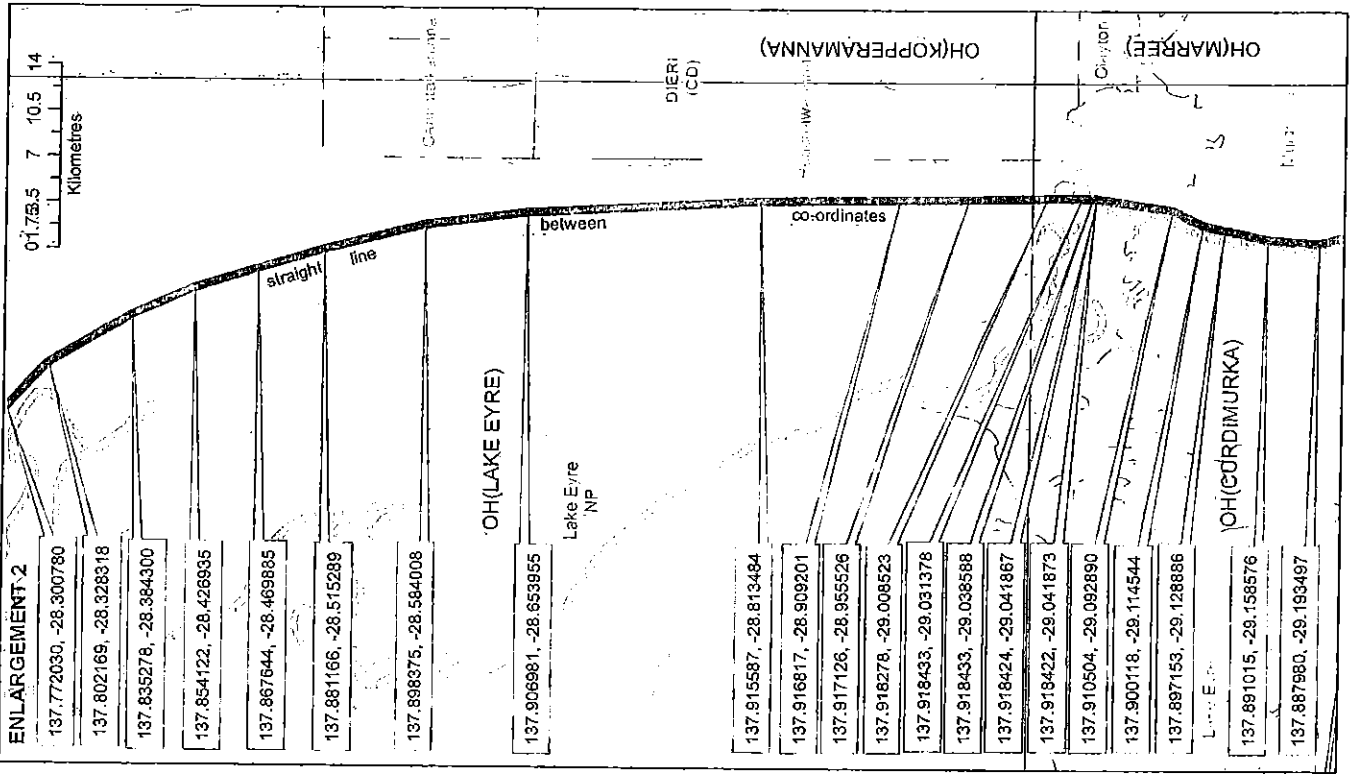 ENLARGEMENT 2
137.772030, -28.300780
137.802169, -28.328318
137.835278, -28.384300
137.854122, -28.426935
137.867644, -28.469885
137.881166, -28.515289
137.898375, -28.584008
137.906981, -28.653955
137.915587, -28.813484
137.916817, -28.909201
137.917126, -28.955526
137.918278, -29.008523
137.918433, -29.031378
137.918433, -29.038588
137.918424, -29.041867
137.918422, -29.041873
137.910504, -29.092890
137.900118, -29.114544
137.897153, -29.128886
137.891015, -29.158576
137.887980, -29.193497
OH(LAKE EYRE)
Lake Eyre
NP
OH(CURDIMURKA)
straight
line
between
co-ordinates
01.753.5 7 10.5 14
Kilometres
DIERI
(CD)
OH(KOPPERAMANNA)
OH(MARREE)
Clayton